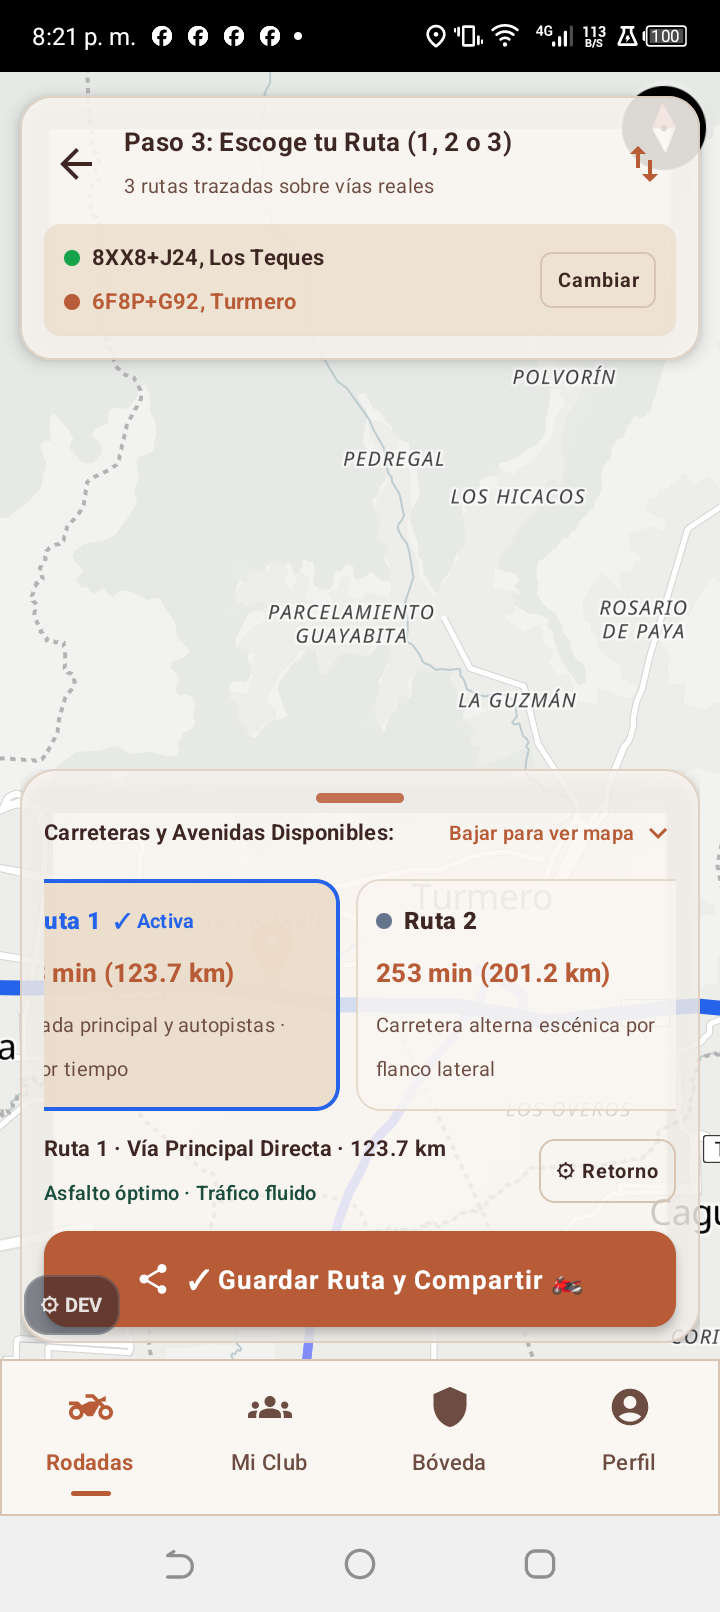 8:21 p. m.
4G
113
B/S
100
Paso 3: Escoge tu Ruta (1, 2 o 3)
3 rutas trazadas sobre vías reales
8XX8+J24, Los Teques
6F8P+G92, Turmero
Cambiar
POLVORÍN
PEDREGAL
LOS HICACOS
PARCELAMIENTO
GUAYABITA
ROSARIO
DE PAYA
LA GUZMÁN
Carreteras y Avenidas Disponibles:
Bajar para ver mapa
Turmero
uta 1 ✓ Activa
min (123.7 km)
ada principal y autopistas ·
or tiempo
Ruta 2
253 min (201.2 km)
Carretera alterna escénica por
flanco lateral
a
LOS OVEROS
Ruta 1 · Vía Principal Directa · 123.7 km
Asfalto óptimo · Tráfico fluido
Retorno
T
Cagu
✓ Guardar Ruta y Compartir 🏍️
DEV
CORI
Rodadas
Mi Club
Bóveda
Perfil